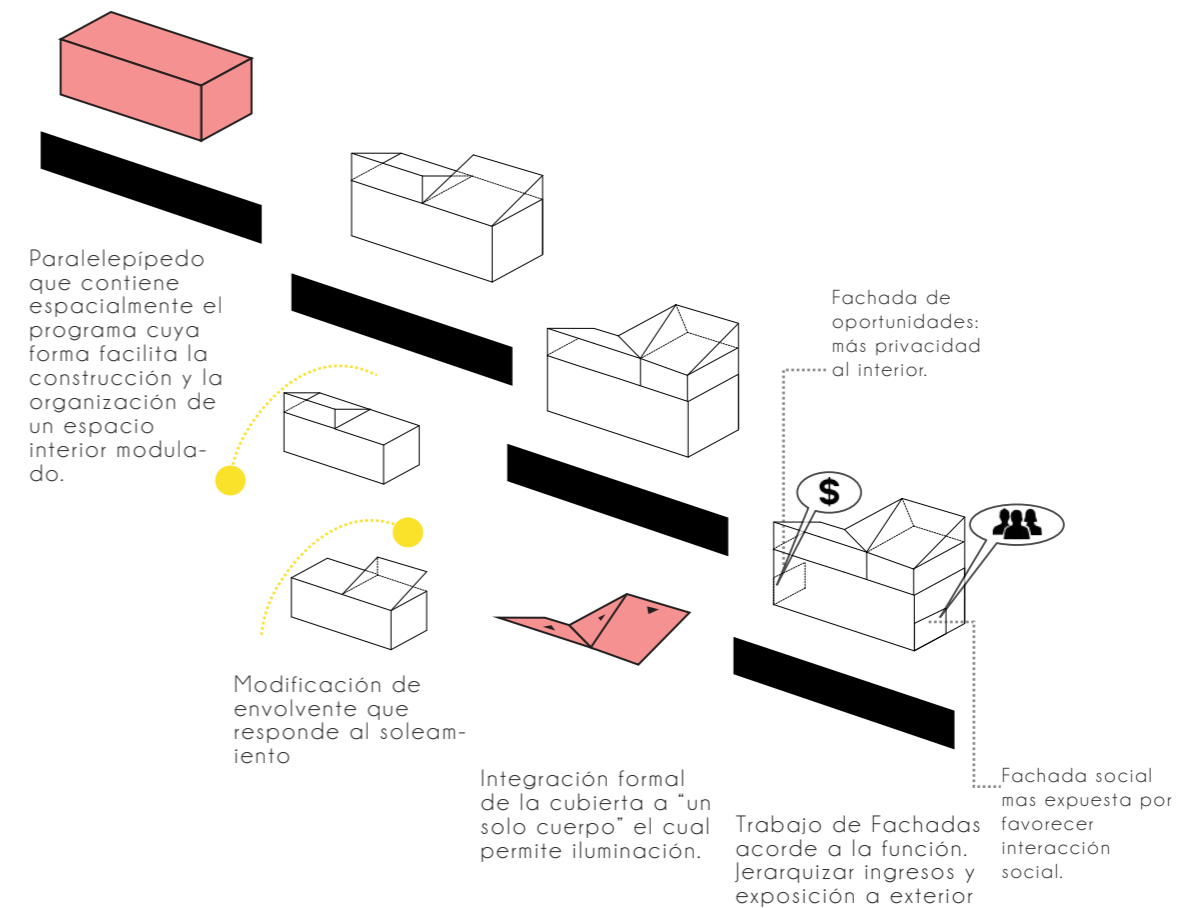 Paralelepípedo
que contiene
espacialmente el
programa cuya
forma facilita la
construcción y la
organización de
un espacio
interior modula-
do.
Modificación de
envolvente que
responde al soleam-
iento
Integración formal
de la cubierta a "un
solo cuerpo" el cual
permite iluminación.
Fachada de
oportunidades:
más privacidad
al interior.
$
Trabajo de Fachadas
acorde a la función.
Jerarquizar ingresos y
exposición a exterior
Fachada social
mas expuesta por
favorecer
interacción
social.